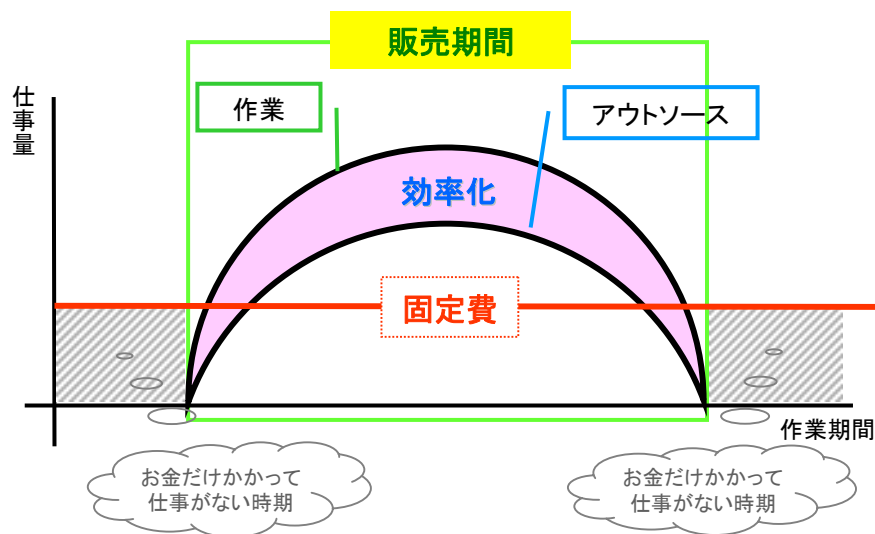 販売期間
仕事量
作業
アウトソース
効率化
固定費
作業期間
お金だけかかって
仕事がない時期
お金だけかかって
仕事がない時期